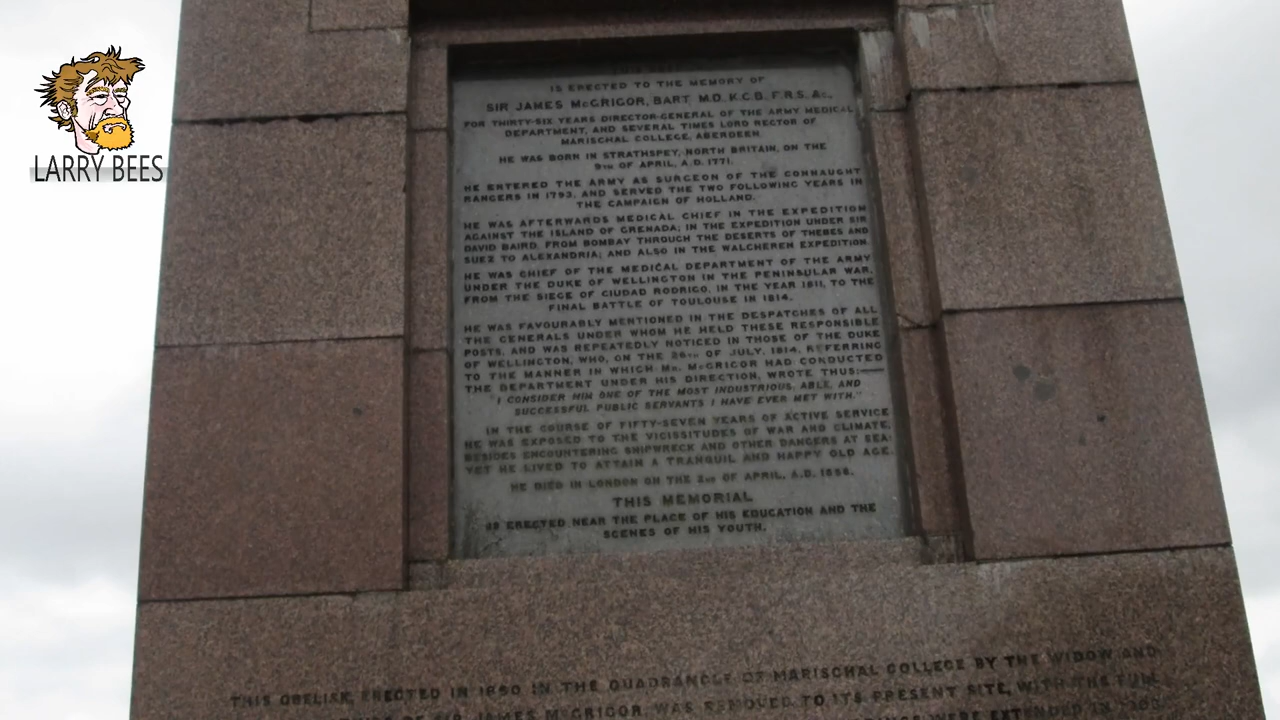 LARRY BEES
IS ERECTED TO THE MEMORY OF
SIR JAMES McGRIGOR, BART. M.D. K.C.B. F.R.S. &c.,
FOR THIRTY-SIX YEARS DIRECTOR-GENERAL OF THE ARMY MEDICAL
DEPARTMENT, AND SEVERAL TIMES LORD RECTOR OF
MARISCHAL COLLEGE, ABERDEEN.
HE WAS BORN IN STRATHSPEY, NORTH BRITAIN, ON THE
9TH OF APRIL, A.D. 1771.
HE ENTERED THE ARMY AS SURGEON OF THE CONNAUGHT
RANGERS IN 1793, AND SERVED THE TWO FOLLOWING YEARS IN
THE CAMPAIGN OF HOLLAND.
HE WAS AFTERWARDS MEDICAL CHIEF IN THE EXPEDITION
AGAINST THE ISLAND OF GRENADA; IN THE EXPEDITION UNDER SIR
DAVID BAIRD, FROM BOMBAY THROUGH THE DESERTS OF THEBES AND
SUEZ TO ALEXANDRIA; AND ALSO IN THE WALCHEREN EXPEDITION.
HE WAS CHIEF OF THE MEDICAL DEPARTMENT OF THE ARMY
UNDER THE DUKE OF WELLINGTON IN THE PENINSULAR WAR,
FROM THE SIEGE OF CIUDAD RODRIGO, IN THE YEAR 1811, TO THE
FINAL BATTLE OF TOULOUSE IN 1814.
HE WAS FAVOURABLY MENTIONED IN THE DESPATCHES OF ALL
THE GENERALS UNDER WHOM HE HELD THESE RESPONSIBLE
POSTS, AND WAS REPEATEDLY NOTICED IN THOSE OF THE DUKE
OF WELLINGTON, WHO, ON THE 26TH OF JULY, 1814, REFERRING
TO THE MANNER IN WHICH MR. McGRIGOR HAD CONDUCTED
THE DEPARTMENT UNDER HIS DIRECTION, WROTE THUS:—
"I CONSIDER HIM ONE OF THE MOST INDUSTRIOUS, ABLE, AND
SUCCESSFUL PUBLIC SERVANTS I HAVE EVER MET WITH."
IN THE COURSE OF FIFTY-SEVEN YEARS OF ACTIVE SERVICE
HE WAS EXPOSED TO THE VICISSITUDES OF WAR AND CLIMATE,
BESIDES ENCOUNTERING SHIPWRECK AND OTHER DANGERS AT SEA:
YET HE LIVED TO ATTAIN A TRANQUIL AND HAPPY OLD AGE.
HE DIED IN LONDON ON THE 2ND OF APRIL, A.D. 1858.
THIS MEMORIAL
IS ERECTED NEAR THE PLACE OF HIS EDUCATION AND THE
SCENES OF HIS YOUTH.
THIS OBELISK, ERECTED IN 1860 IN THE QUADRANGLE OF MARISCHAL COLLEGE BY THE WIDOW AND
OF SIR JAMES McGRIGOR, WAS REMOVED TO ITS PRESENT SITE, WITH THE FULL
WERE EXTENDED IN